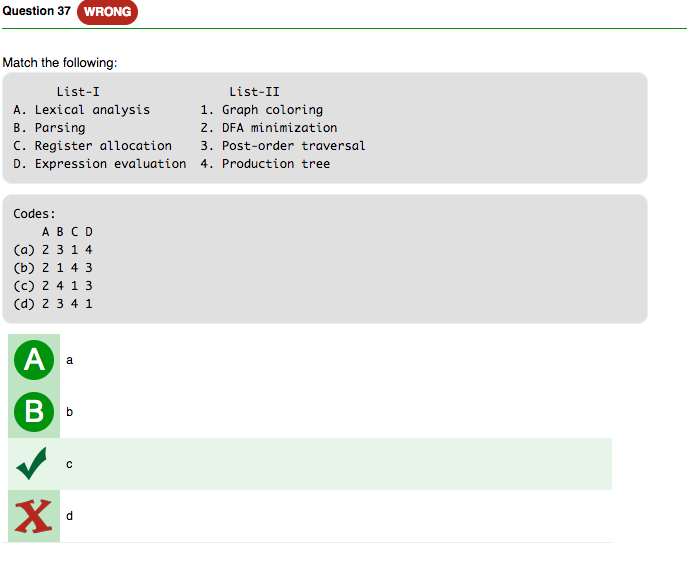 Question 37 WRONG
Match the following:
List-I List-II
A. Lexical analysis 1. Graph coloring
B. Parsing 2. DFA minimization
C. Register allocation 3. Post-order traversal
D. Expression evaluation 4. Production tree
Codes:
A B C D
(a) 2 3 1 4
(b) 2 1 4 3
(c) 2 4 1 3
(d) 2 3 4 1
A a
B b
c
X d